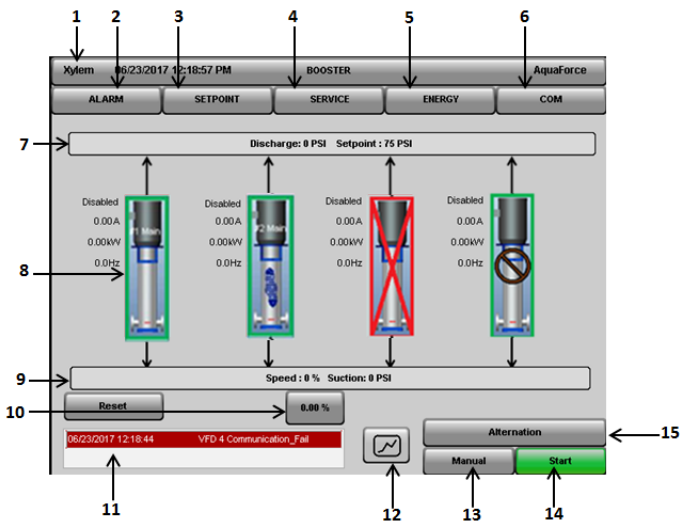 1 2 3 4 5 6
Xylem 06/23/2017 12:18:57 PM BOOSTER AquaForce
ALARM SETPOINT SERVICE ENERGY COM
7 Discharge: 0 PSI Setpoint : 75 PSI
Disabled Disabled Disabled Disabled
0.00A 0.00A 0.00A 0.00A
#1 Main #2 Main
0.00kW 0.00kW 0.00kW 0.00kW
0.0Hz 0.0Hz 0.0Hz 0.0Hz
8
9 Speed : 0 % Suction: 0 PSI
Reset 0.00 %
10
Alternation 15
06/23/2017 12:18:44 VFD 4 Communication_Fail
Manual Start
11 12 13 14